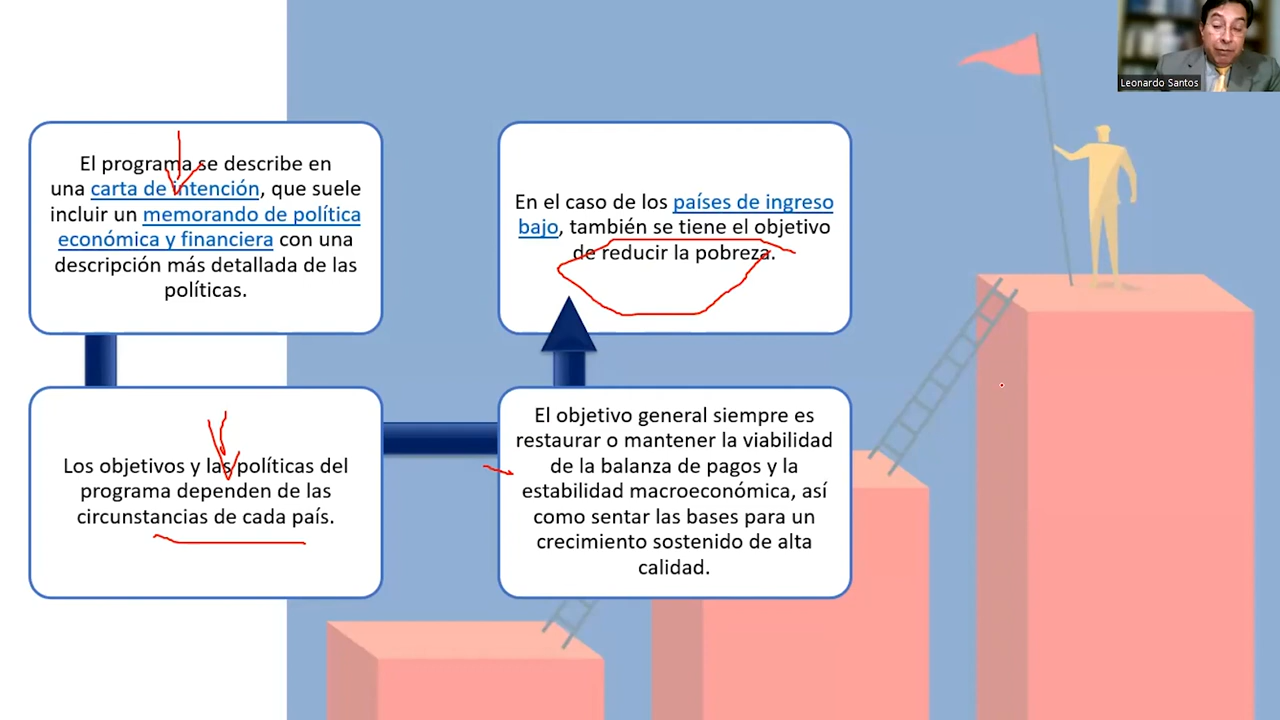 El programa se describe en
una carta de intención, que suele
incluir un memorando de política
económica y financiera con una
descripción más detallada de las
políticas.
Los objetivos y las políticas del
programa dependen de las
circunstancias de cada país.
El objetivo general siempre es
restaurar o mantener la viabilidad
de la balanza de pagos y la
estabilidad macroeconómica, así
como sentar las bases para un
crecimiento sostenido de alta
calidad.
En el caso de los países de ingreso
bajo, también se tiene el objetivo
de reducir la pobreza.
Leonardo Santos